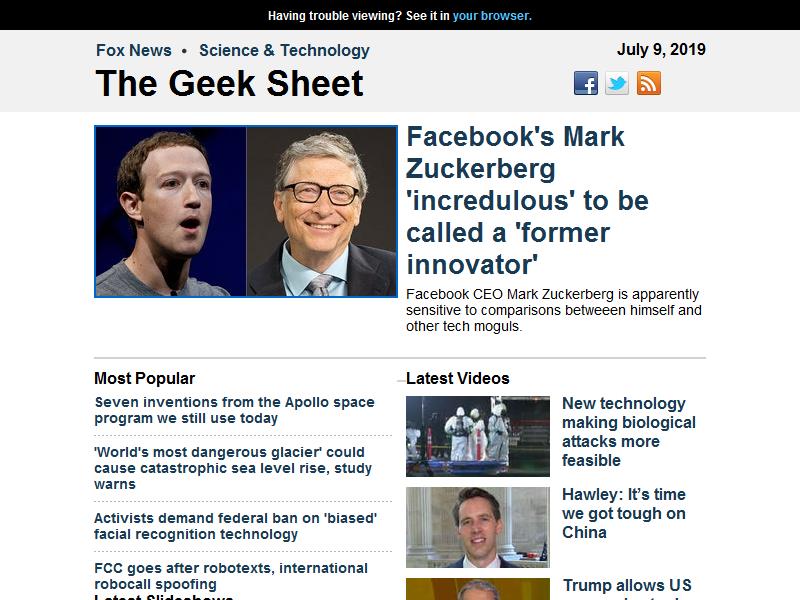 Having trouble viewing? See it in your browser.
Fox News • Science & Technology
July 9, 2019
The Geek Sheet
Facebook's Mark
Zuckerberg
'incredulous' to be
called a 'former
innovator'
Facebook CEO Mark Zuckerberg is apparently
sensitive to comparisons betweeen himself and
other tech moguls.
Most Popular
Seven inventions from the Apollo space
program we still use today
'World's most dangerous glacier' could
cause catastrophic sea level rise, study
warns
Activists demand federal ban on 'biased'
facial recognition technology
FCC goes after robotexts, international
robocall spoofing
Latest Slideshows
Latest Videos
New technology
making biological
attacks more
feasible
Hawley: It’s time
we got tough on
China
Trump allows US